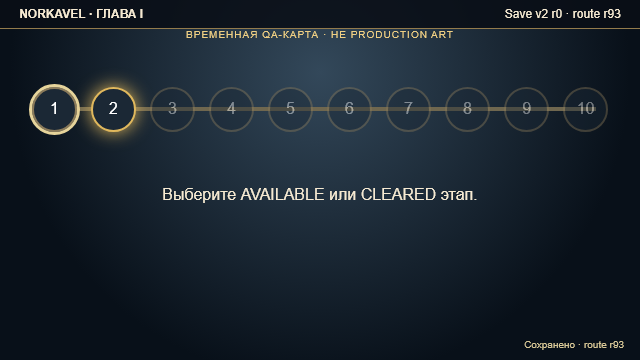 NORKAVEL · ГЛАВА I
Save v2 r0 · route r93
ВРЕМЕННАЯ QA-КАРТА · НЕ PRODUCTION ART
1 2 3 4 5 6 7 8 9 10
Выберите AVAILABLE или CLEARED этап.
Сохранено · route r93